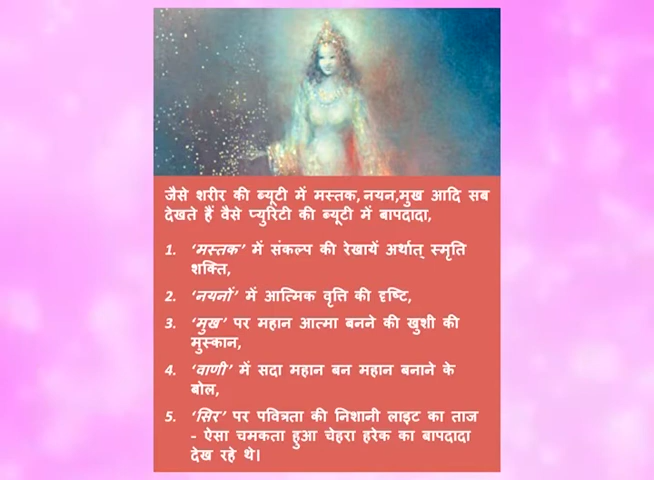 जैसे शरीर की ब्यूटी में मस्तक, नयन,मुख आदि सब
देखते हैं वैसे प्युरिटी की ब्यूटी में बापदादा,
1. ‘मस्तक’ में संकल्प की रेखायें अर्थात् स्मृति
शक्ति,
2. ‘नयनों’ में आत्मिक वृत्ति की दृष्टि,
3. ‘मुख’ पर महान आत्मा बनने की खुशी की
मुस्कान,
4. ‘वाणी’ में सदा महान बन महान बनाने के
बोल,
5. ‘सिर’ पर पवित्रता की निशानी लाइट का ताज
- ऐसा चमकता हुआ चेहरा हरेक का बापदादा
देख रहे थे।